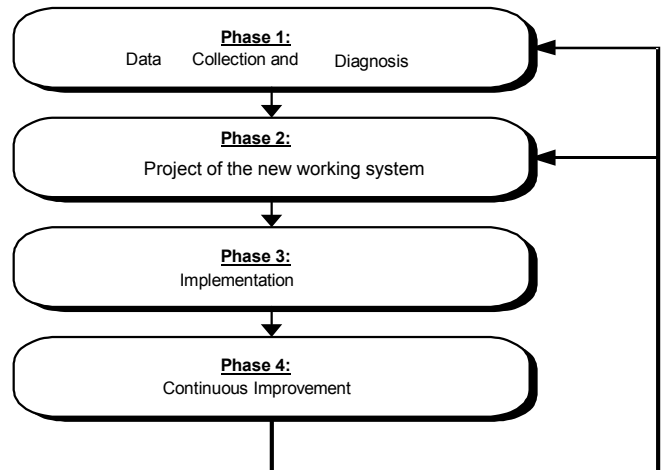 Phase 1:
Data Collection and Diagnosis
Phase 2:
Project of the new working system
Phase 3:
Implementation
Phase 4:
Continuous Improvement